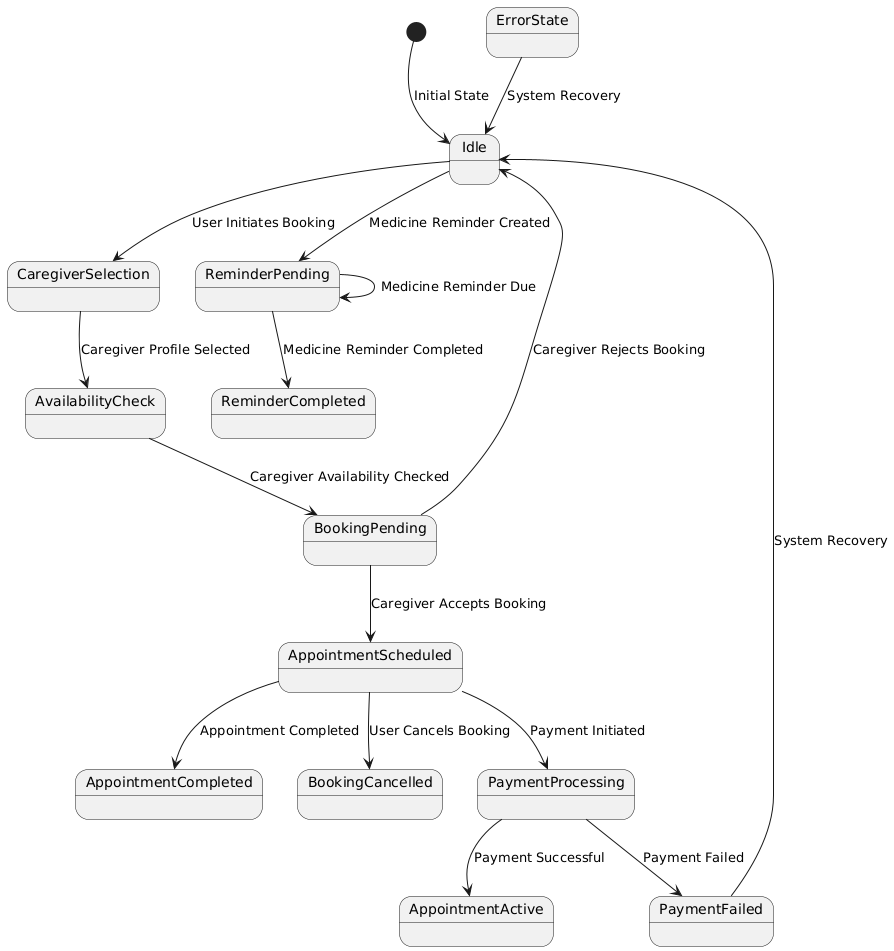 ErrorState
Initial State
System Recovery
Idle
User Initiates Booking
Medicine Reminder Created
CaregiverSelection
ReminderPending
Medicine Reminder Due
Caregiver Profile Selected
Medicine Reminder Completed
Caregiver Rejects Booking
AvailabilityCheck
ReminderCompleted
Caregiver Availability Checked
BookingPending
System Recovery
Caregiver Accepts Booking
AppointmentScheduled
Appointment Completed
User Cancels Booking
Payment Initiated
AppointmentCompleted
BookingCancelled
PaymentProcessing
Payment Successful
Payment Failed
AppointmentActive
PaymentFailed